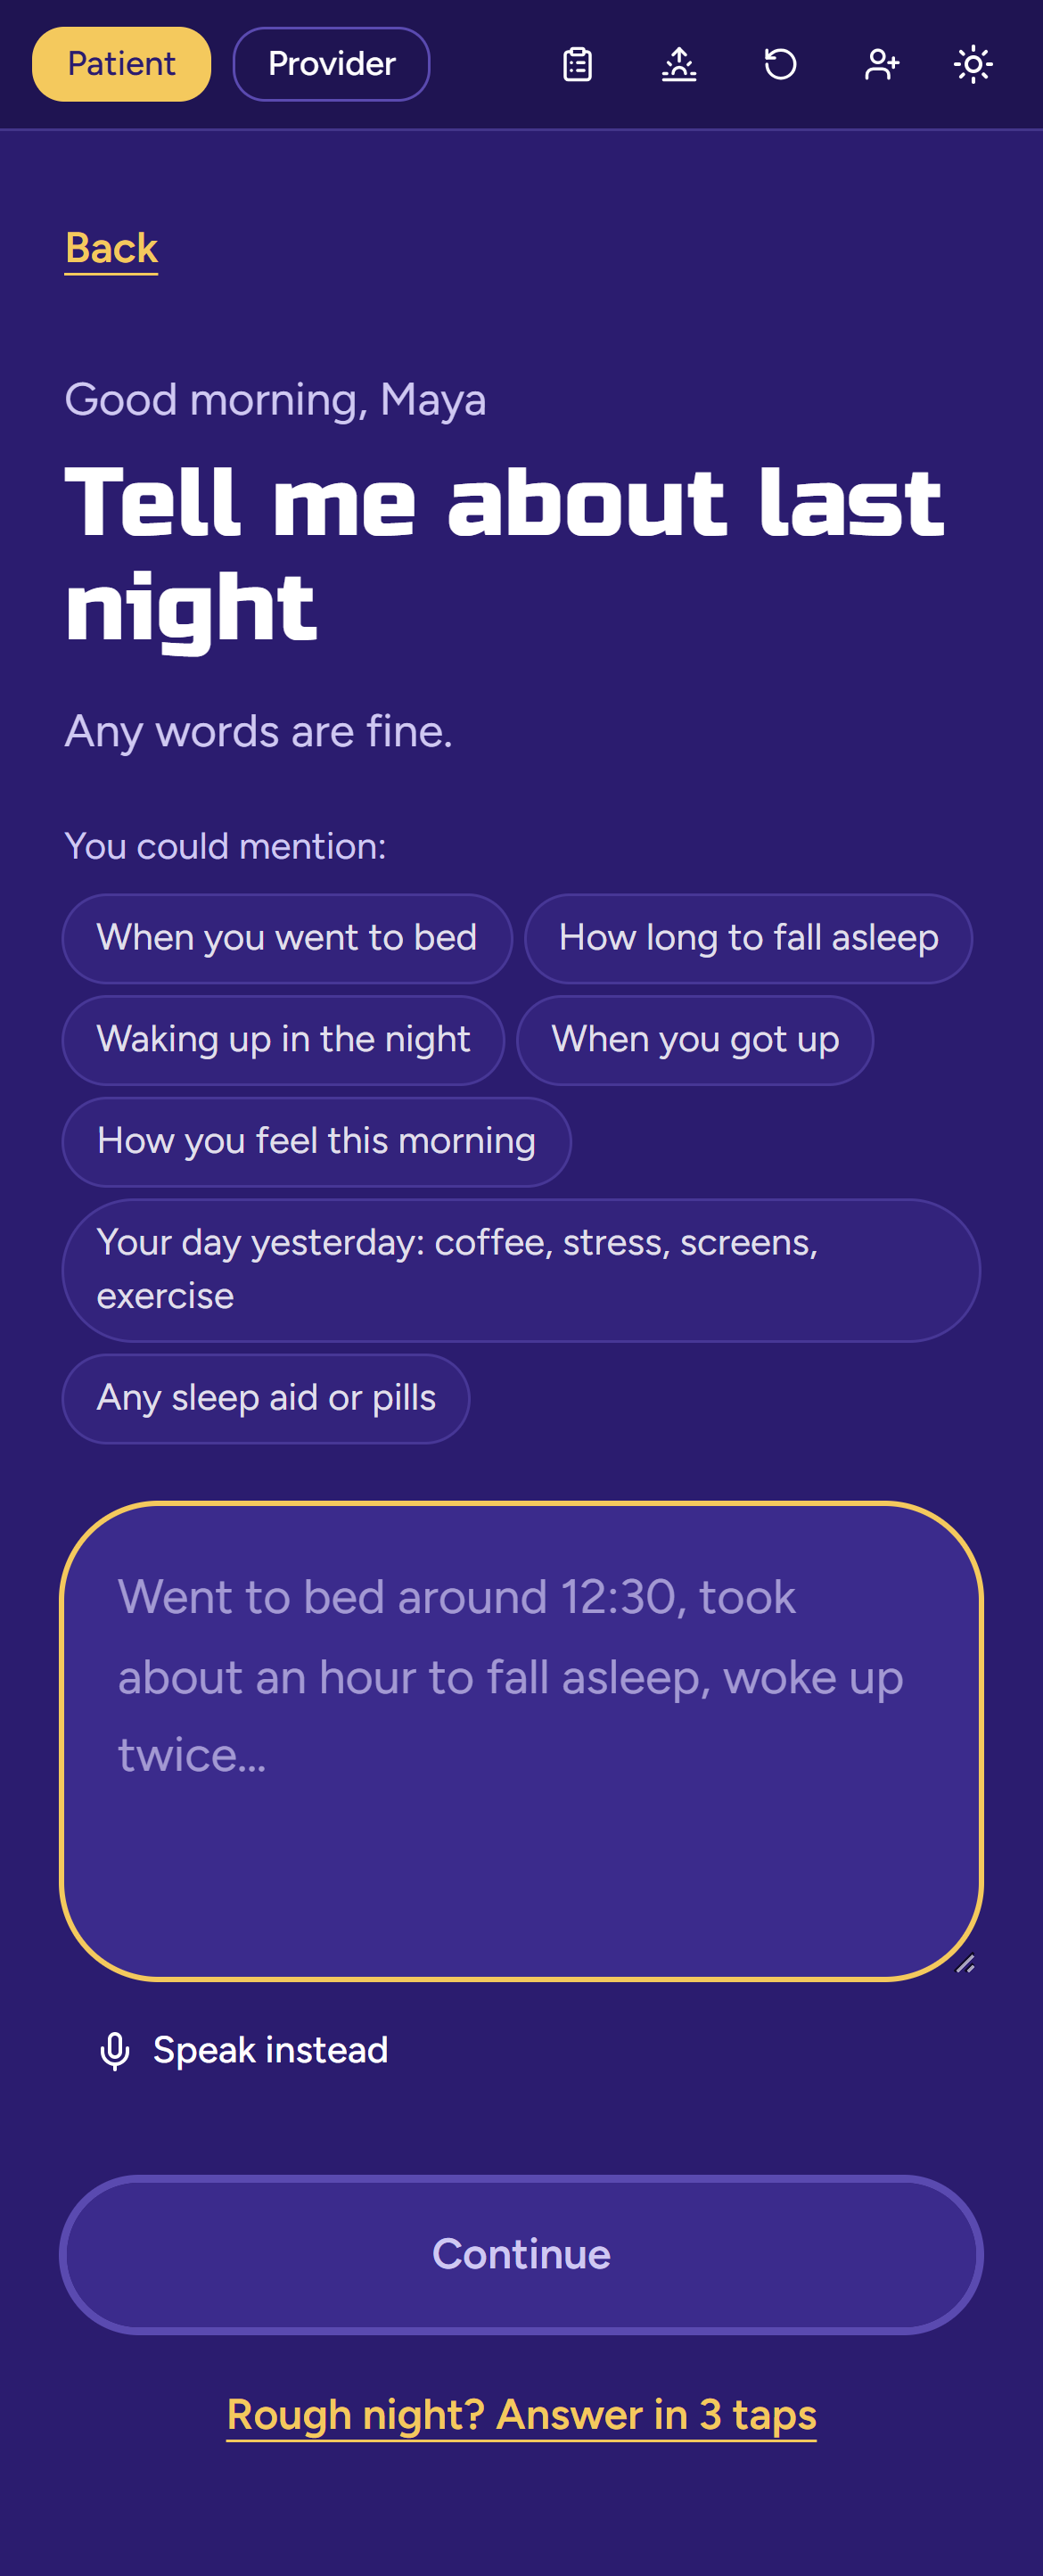 Patient
Provider
Back
Good morning, Maya
Tell me about last
night
Any words are fine.
You could mention:
When you went to bed
How long to fall asleep
Waking up in the night
When you got up
How you feel this morning
Your day yesterday: coffee, stress, screens,
exercise
Any sleep aid or pills
Went to bed around 12:30, took
about an hour to fall asleep, woke up
twice...
Speak instead
Continue
Rough night? Answer in 3 taps